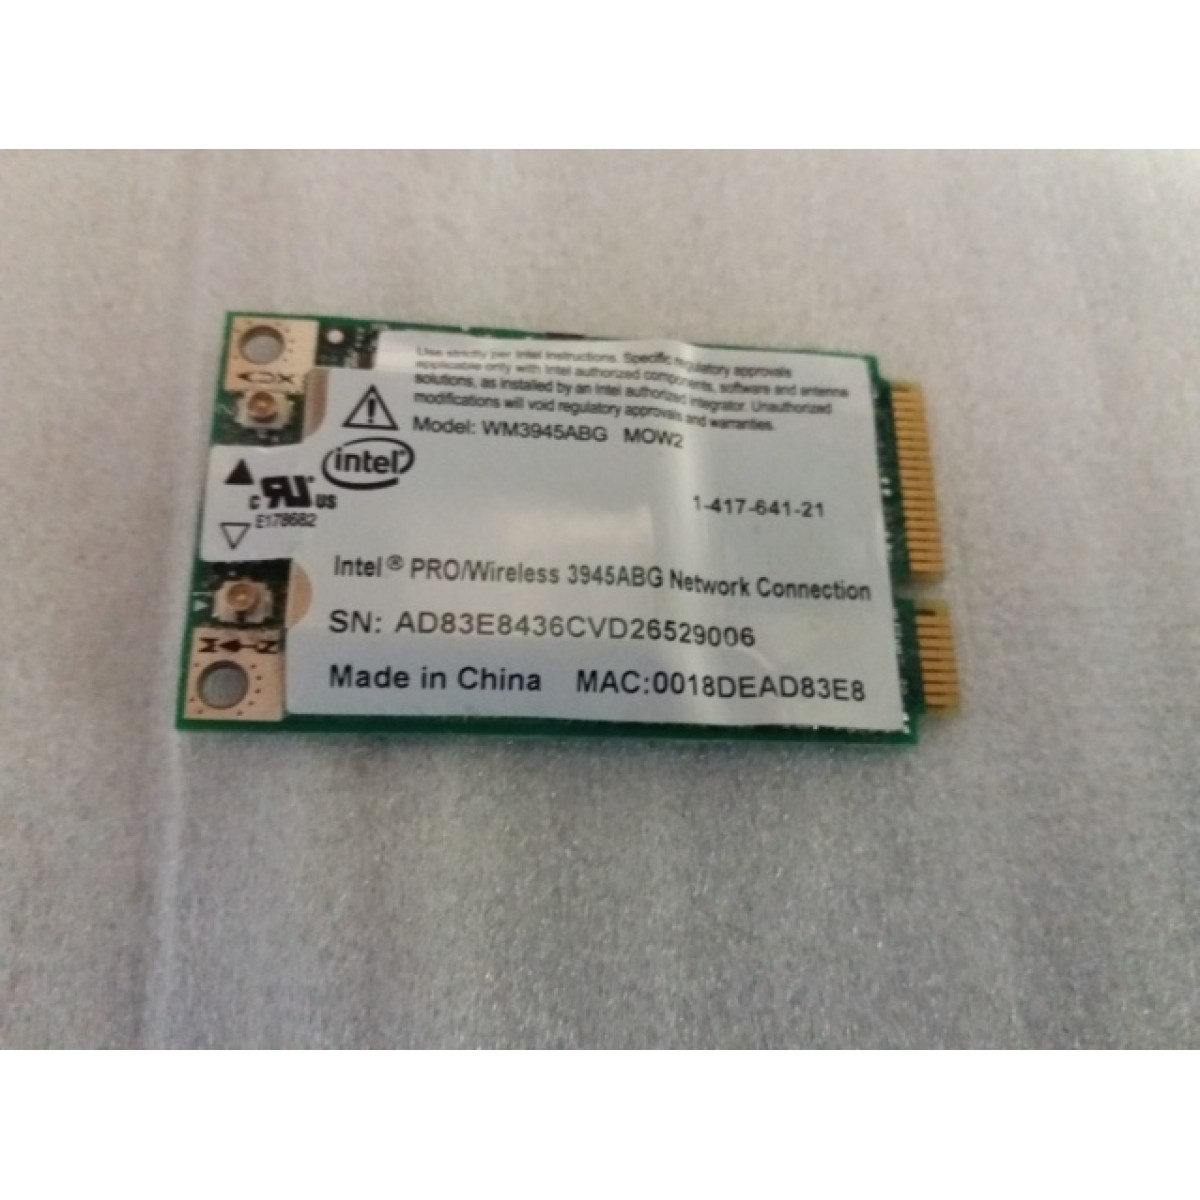 Use strictly per Intel instructions. Specific regulatory approvals
applicable only with Intel authorized components, software and antenna
solutions, as installed by an Intel authorized integrator. Unauthorized
modifications will void regulatory approvals and warranties.
Model: WM3945ABG MOW2
intel
C RU US
E178682
1-417-641-21
Intel® PRO/Wireless 3945ABG Network Connection
SN: AD83E8436CVD26529006
Made in China MAC:0018DEAD83E8